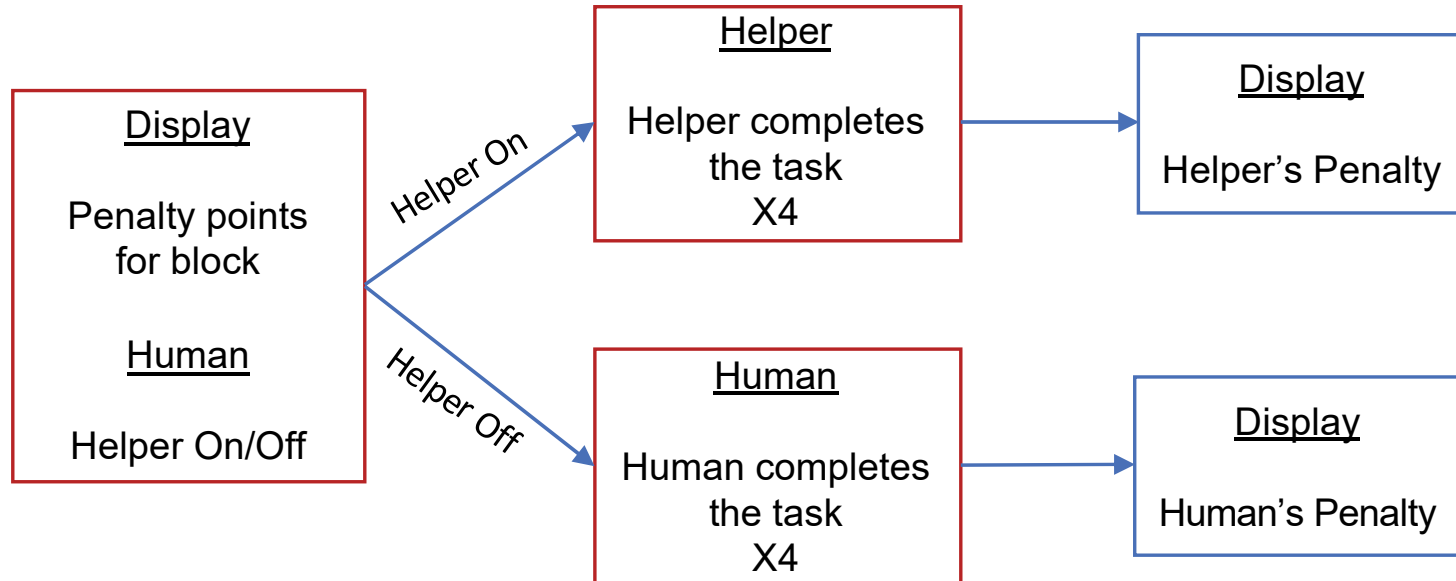 Display
Penalty points
for block
Human
Helper On/Off
Helper On
Helper Off
Helper
Helper completes
the task
X4
Display
Helper’s Penalty
Human
Human completes
the task
X4
Display
Human’s Penalty